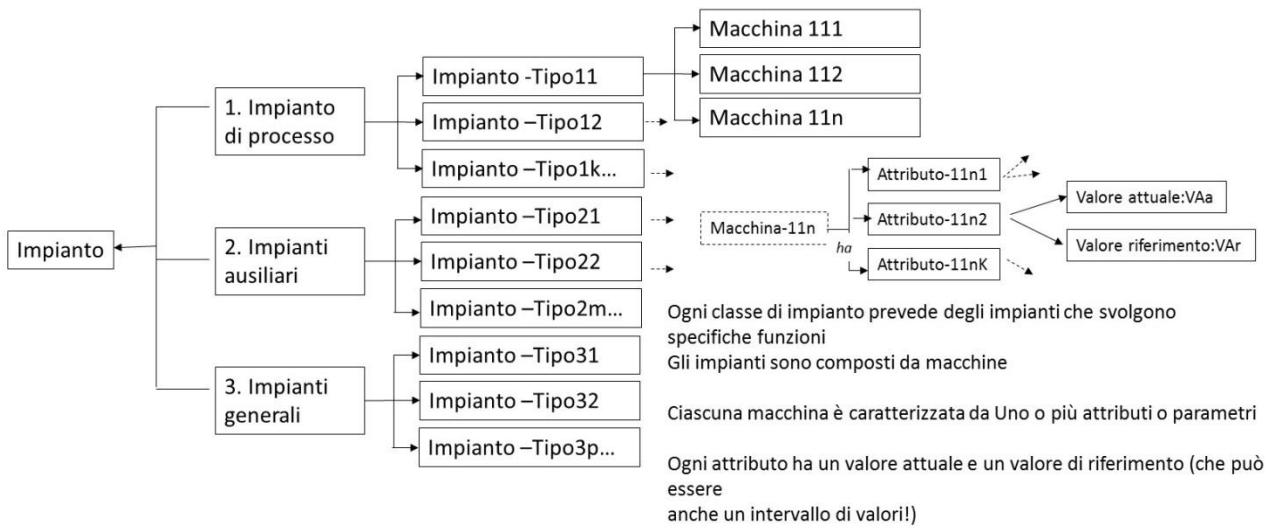 Impianto
1. Impianto
di processo
2. Impianti
ausiliari
3. Impianti
generali
Impianto -Tipo11
Impianto –Tipo12
Impianto –Tipo1k...
Impianto –Tipo21
Impianto –Tipo22
Impianto –Tipo2m...
Impianto –Tipo31
Impianto –Tipo32
Impianto –Tipo3p...
Macchina 111
Macchina 112
Macchina 11n
Macchina-11n
ha
Attributo-11n1
Attributo-11n2
Attributo-11nK
Valore attuale:VAa
Valore riferimento:VAr
Ogni classe di impianto prevede degli impianti che svolgono
specifiche funzioni
Gli impianti sono composti da macchine
Ciascuna macchina è caratterizzata da Uno o più attributi o parametri
Ogni attributo ha un valore attuale e un valore di riferimento (che può
essere
anche un intervallo di valori!)